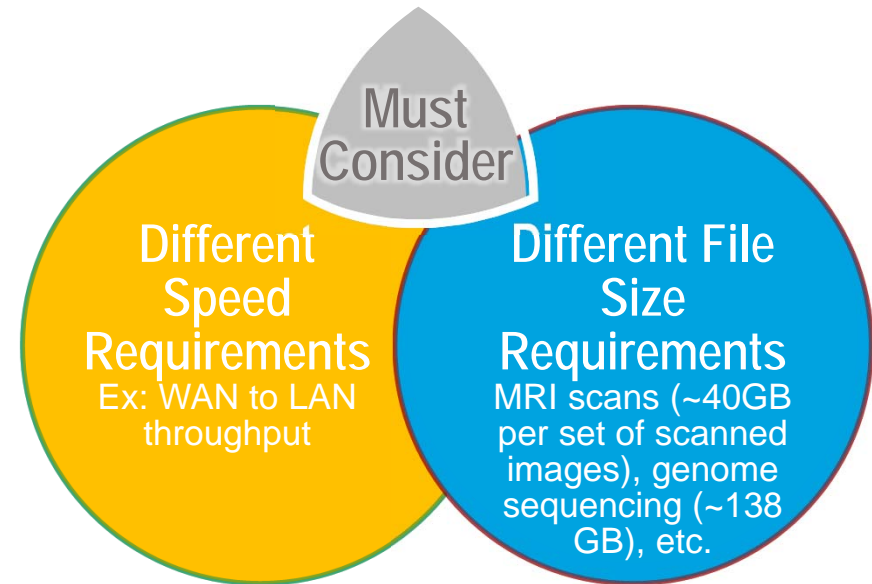 Must
Consider
Different
Speed
Requirements
Ex: WAN to LAN
throughput
Different File
Size
Requirements
MRI scans (~40GB
per set of scanned
images), genome
sequencing (~138
GB), etc.